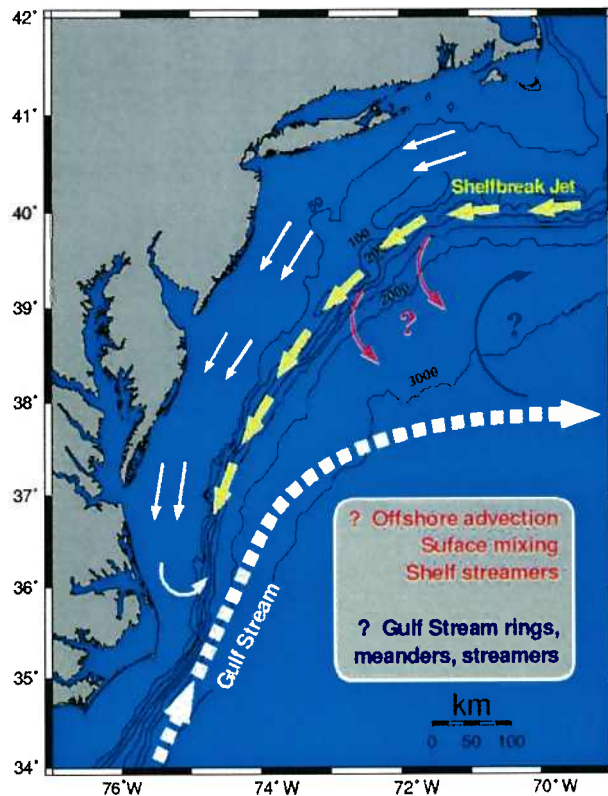 42°
41°
40°
39°
38°
37°
36°
35°
34°
Shelfbreak Jet
50
100
200
2000
?
?
3000
Gulf Stream
? Offshore advection
Suface mixing
Shelf streamers
? Gulf Stream rings,
meanders, streamers
km
0 50 100
76°W
74°W
72°W
70°W